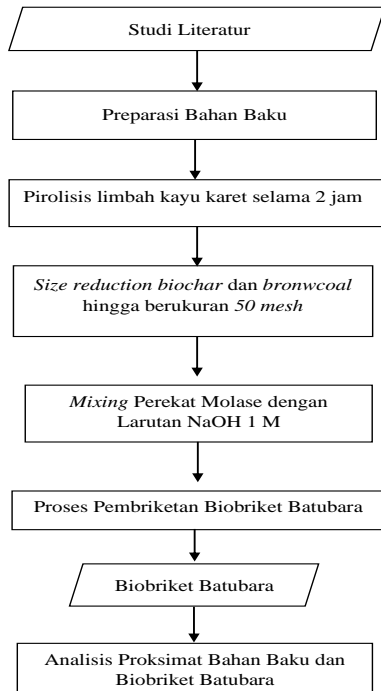 Studi Literatur
Preparasi Bahan Baku
Pirolisis limbah kayu karet selama 2 jam
Size reduction biochar dan bronwcoal
hingga berukuran 50 mesh
Mixing Perekat Molase dengan
Larutan NaOH 1 M
Proses Pembriketan Biobriket Batubara
Biobriket Batubara
Analisis Proksimat Bahan Baku dan
Biobriket Batubara